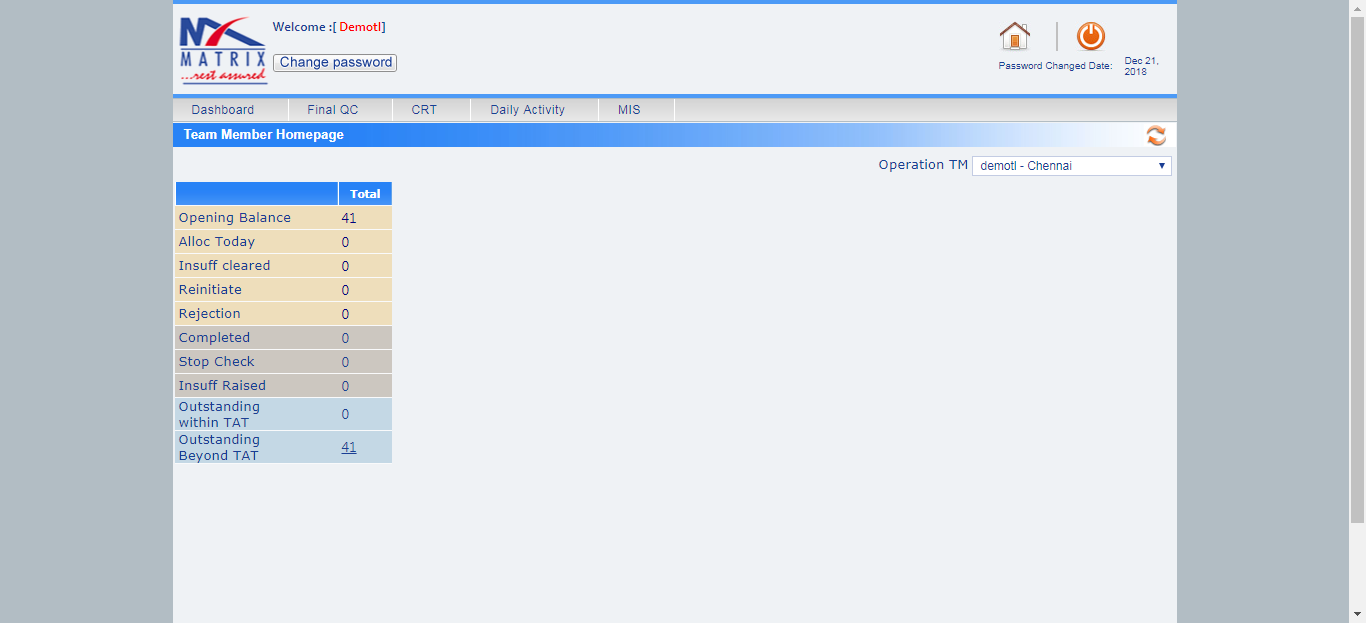 MATRIX
...rest assured
Welcome :[ Demotl]
Change password
Password Changed Date:
Dec 21,
2018
Dashboard
Final QC
CRT
Daily Activity
MIS
Team Member Homepage
Operation TM
demotl - Chennai
Total
Opening Balance 41
Alloc Today 0
Insuff cleared 0
Reinitiate 0
Rejection 0
Completed 0
Stop Check 0
Insuff Raised 0
Outstanding
within TAT 0
Outstanding
Beyond TAT 41